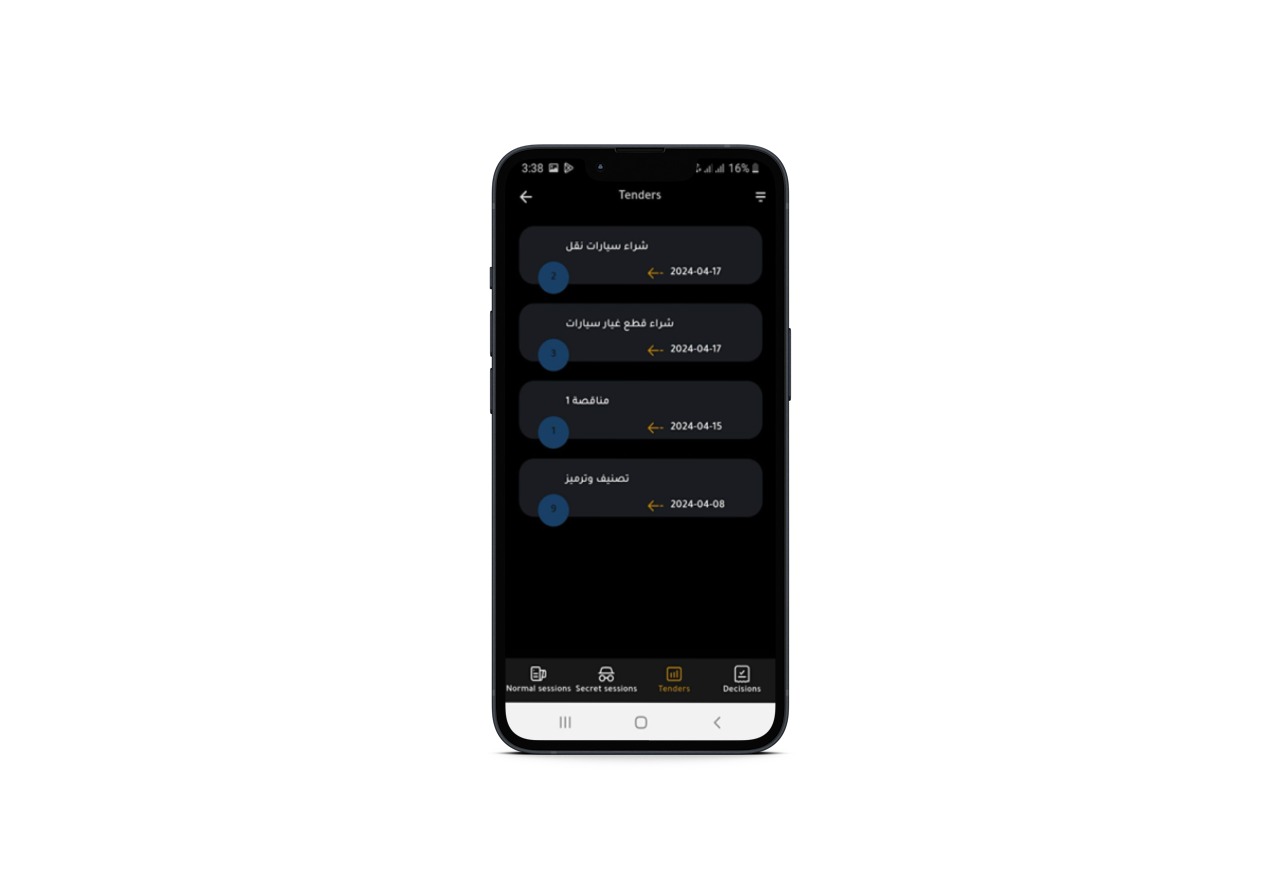 3:38
16%
Tenders
شراء سيارات نقل
2
2024-04-17
شراء قطع غيار سيارات
3
2024-04-17
مناقصة 1
1
2024-04-15
تصنيف وترميز
9
2024-04-08
Normal sessions Secret sessions Tenders Decisions